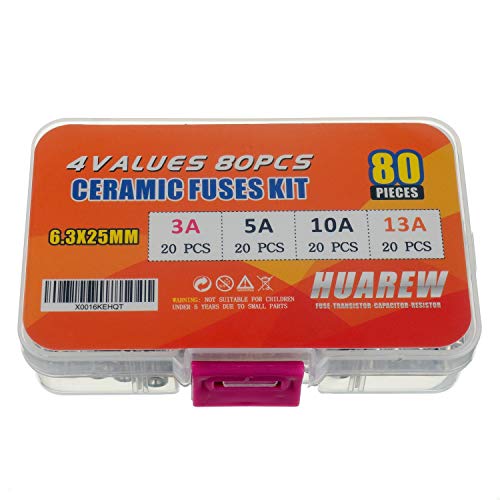 4VALUES 80PCS
CERAMIC FUSES KIT
80
PIECES
6.3X25MM
3A
20 PCS
5A
20 PCS
10A
20 PCS
13A
20 PCS
X0016KEHQT
WARNING: NOT SUITABLE FOR CHILDREN
UNDER 5 YEARS DUE TO SMALL PARTS
HUAREW
FUSE-TRANSISTOR-CAPACITOR-RESISTOR